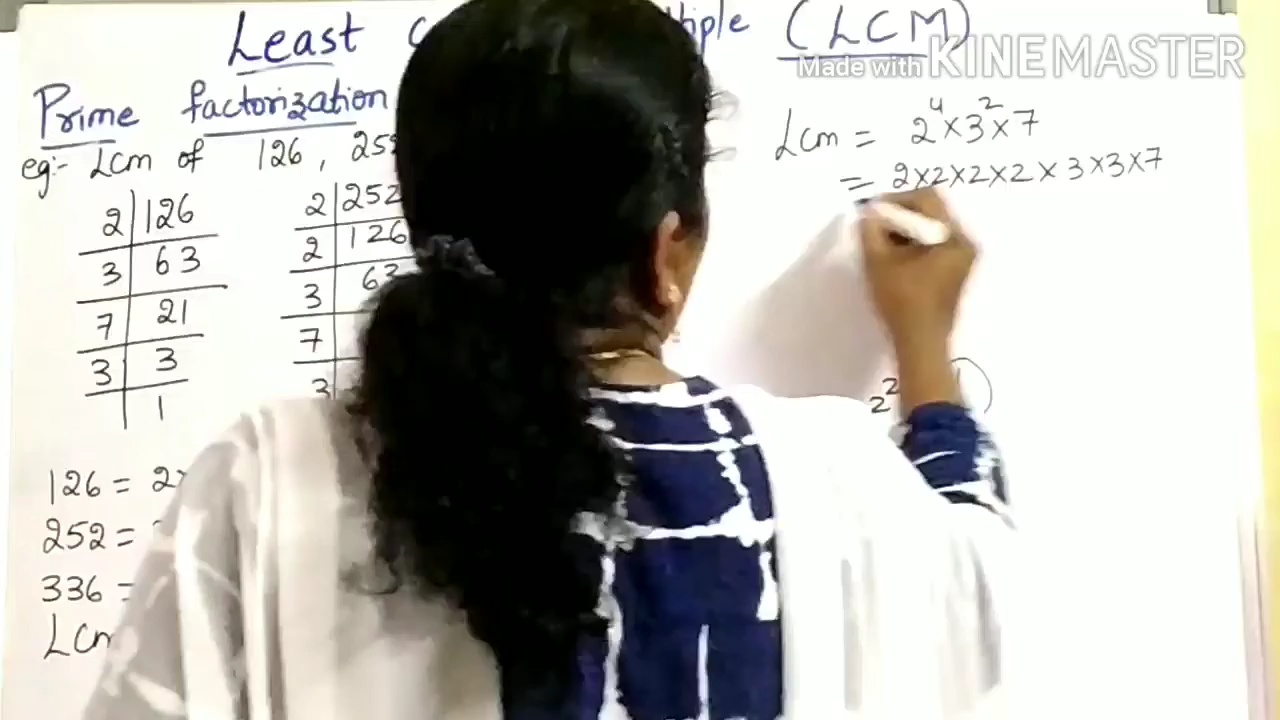 Least
(LCM)
Made with KINEMASTER
Prime factorization
eg:- Lcm of 126 , 252
2 | 126
3 | 63
7 | 21
3 | 3
1
2 | 252
2 | 126
3 | 63
7
3
126 = 2×
252 =
336 =
Lcm
Lcm = 2⁴×3²×7
= 2×2×2×2×3×3×7
2²